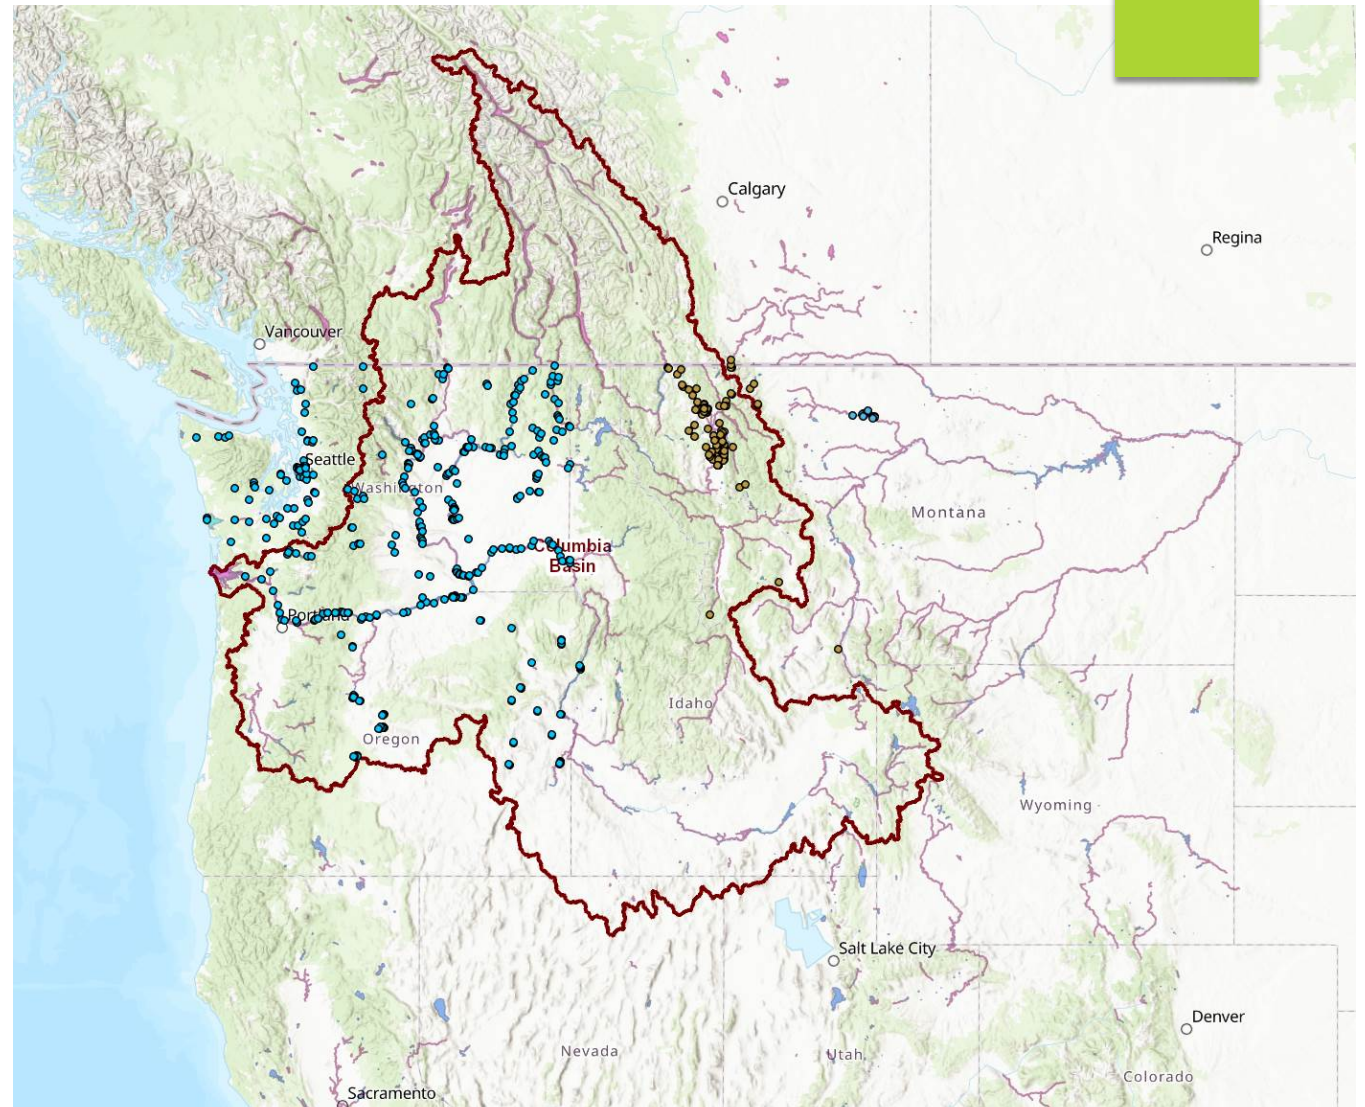 Calgary
Regina
Vancouver
Seattle
Washington
Montana
Columbia
Basin
Portland
Idaho
Oregon
Wyoming
Salt Lake City
Denver
Nevada
Utah
Colorado
Sacramento